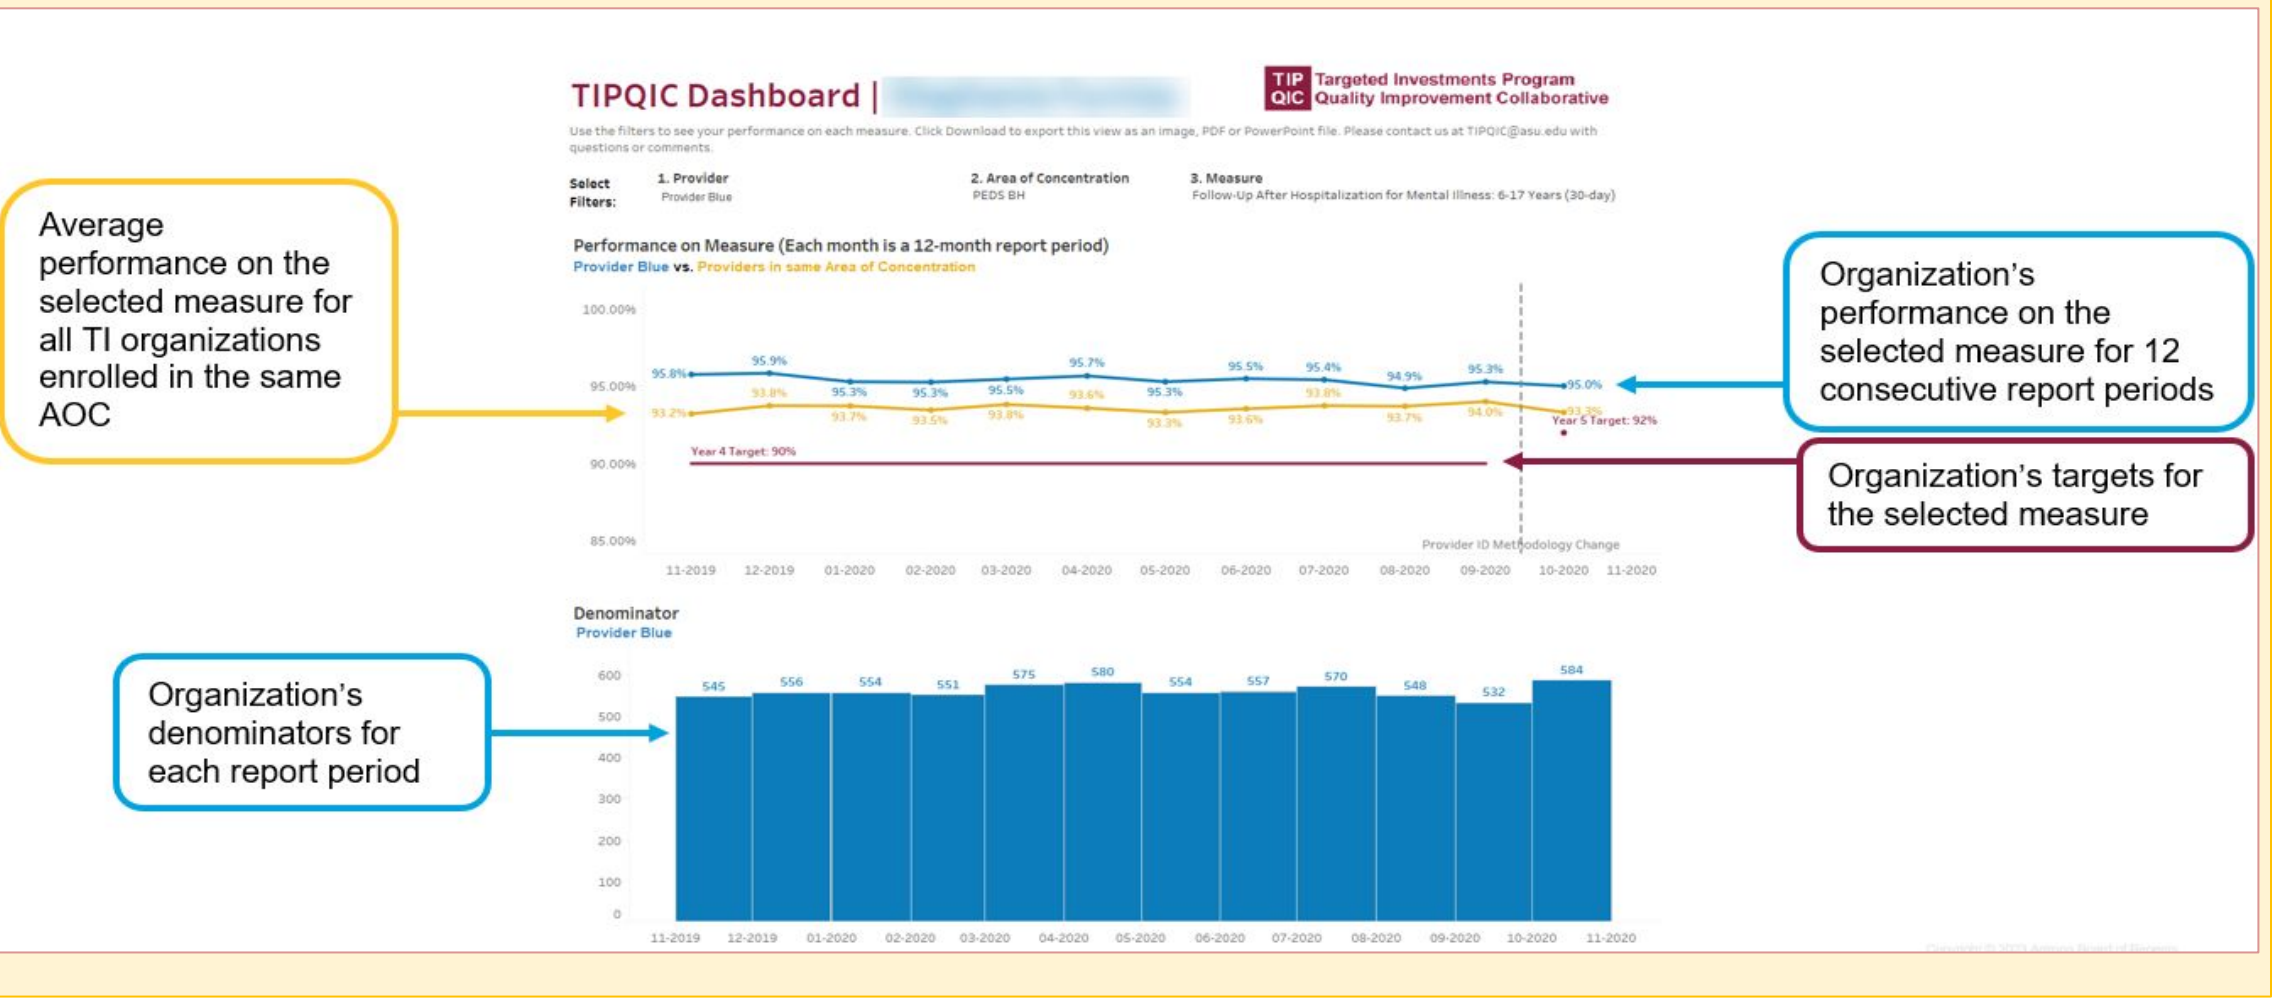 TIPQIC Dashboard |
TIP
QIC
Targeted Investments Program
Quality Improvement Collaborative
Use the filters to see your performance on each measure. Click Download to export this view as an image, PDF or PowerPoint file. Please contact us at TIPQIC@asu.edu with
questions or comments.
Select
Filters:
1. Provider
Provider Blue
2. Area of Concentration
PEDS BH
3. Measure
Follow-Up After Hospitalization for Mental Illness: 6-17 Years (30-day)
Average
performance on the
selected measure for
all TI organizations
enrolled in the same
AOC
Performance on Measure (Each month is a 12-month report period)
Provider Blue vs. Providers in same Area of Concentration
100.00%
95.00%
90.00%
85.00%
95.8% 95.9% 95.3% 95.3% 95.5% 95.7% 95.3% 95.5% 95.4% 94.9% 95.3% 95.0%
93.2% 93.8% 93.7% 93.5% 93.8% 93.6% 93.3% 93.6% 93.8% 93.7% 94.0% 93.3%
Year 5 Target: 92%
Year 4 Target: 90%
Provider ID Methodology Change
11-2019 12-2019 01-2020 02-2020 03-2020 04-2020 05-2020 06-2020 07-2020 08-2020 09-2020 10-2020 11-2020
Organization's
performance on the
selected measure for 12
consecutive report periods
Organization's targets for
the selected measure
Denominator
Provider Blue
Organization's
denominators for
each report period
600
500
400
300
200
100
0
545 556 554 551 575 580 554 557 570 548 532 584
11-2019 12-2019 01-2020 02-2020 03-2020 04-2020 05-2020 06-2020 07-2020 08-2020 09-2020 10-2020 11-2020